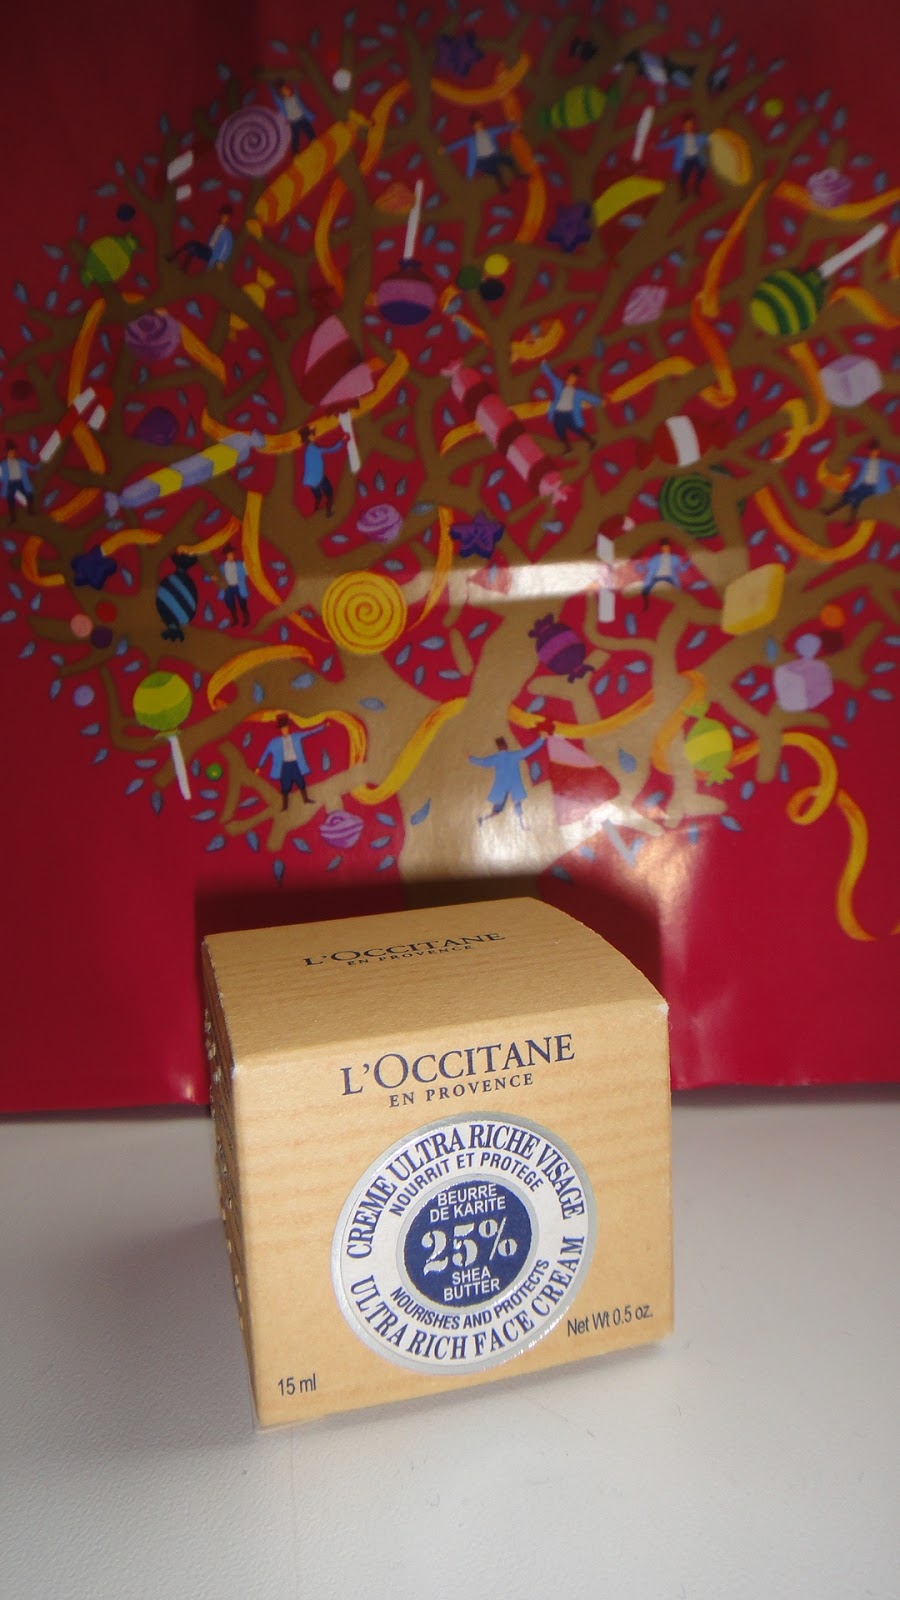 L'OCCITANE
EN PROVENCE
L'OCCITANE
EN PROVENCE
CREME ULTRA RICHE VISAGE
NOURRIT ET PROTEGE
BEURRE
DE KARITE
25%
SHEA
BUTTER
NOURISHES AND PROTECTS
ULTRA RICH FACE CREAM
Net Wt 0.5 oz.
15 ml